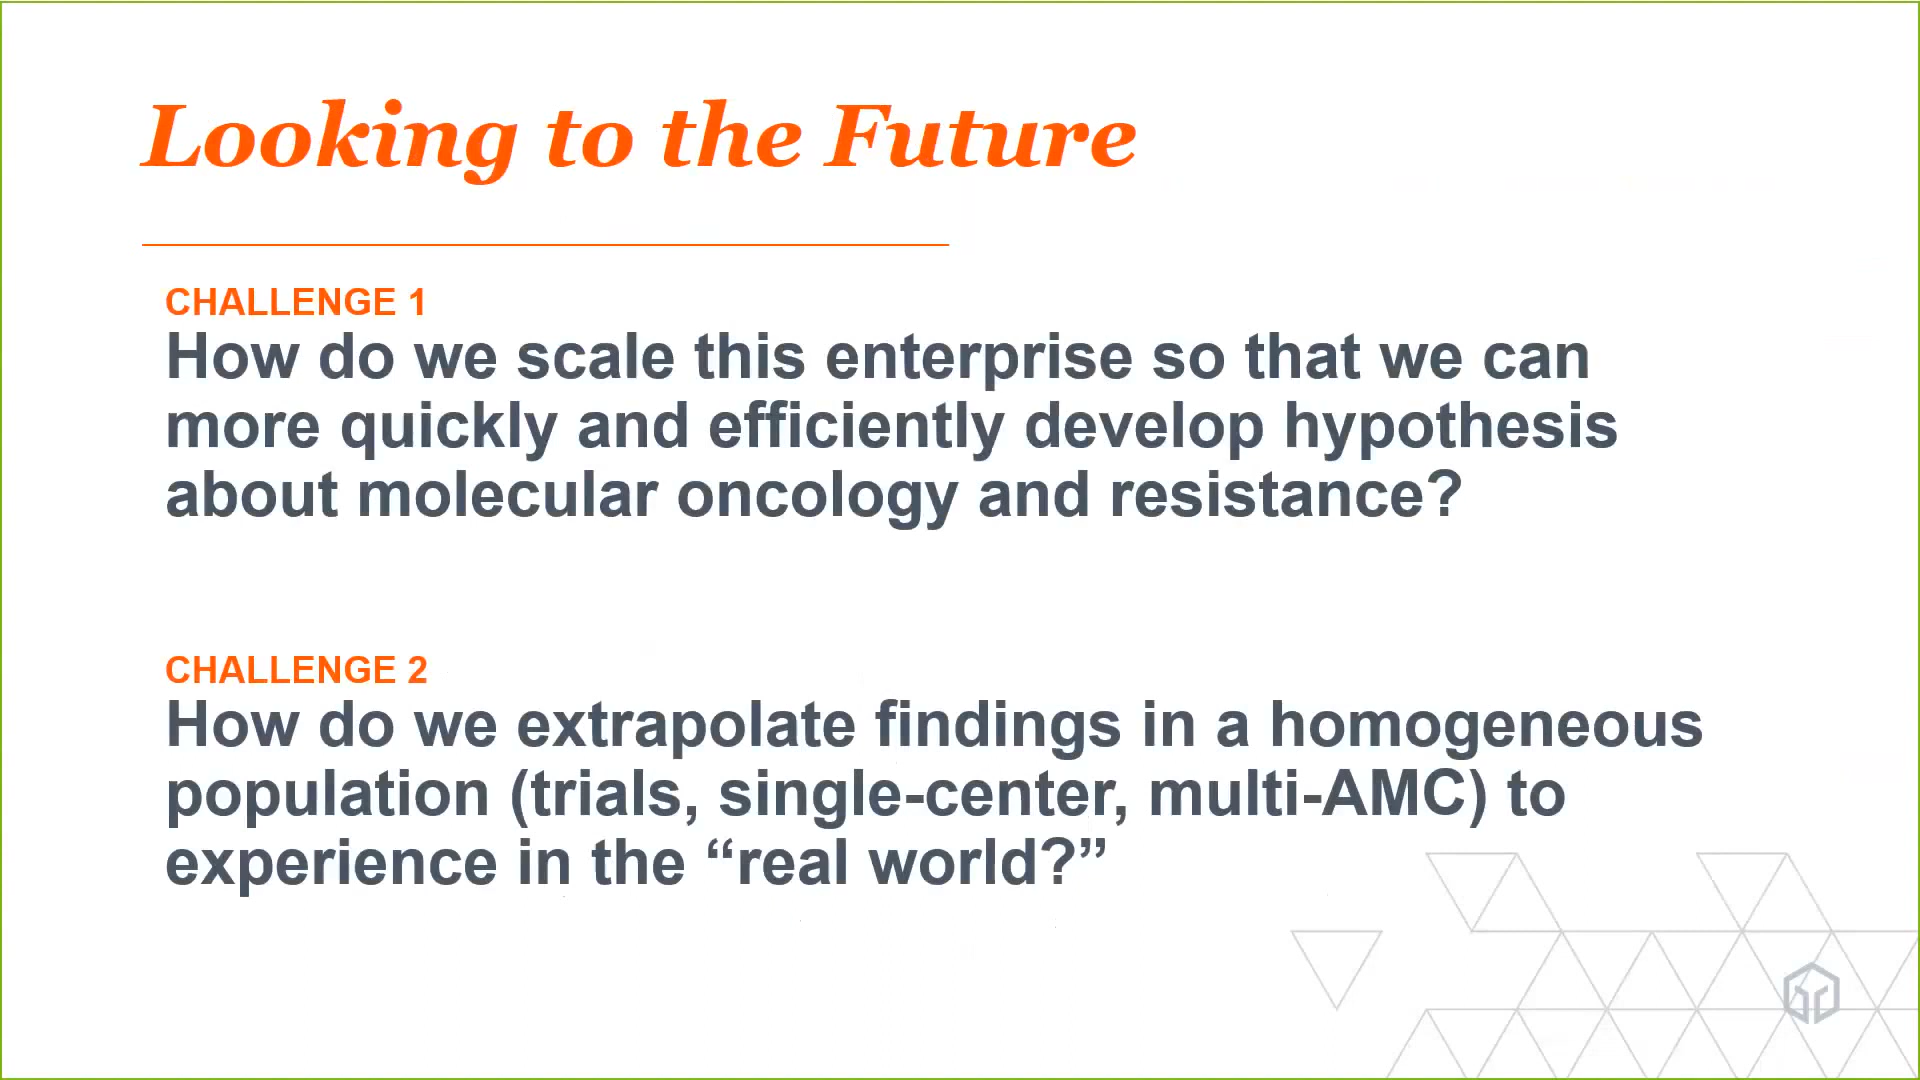 Looking to the Future
CHALLENGE 1
How do we scale this enterprise so that we can
more quickly and efficiently develop hypothesis
about molecular oncology and resistance?
CHALLENGE 2
How do we extrapolate findings in a homogeneous
population (trials, single-center, multi-AMC) to
experience in the “real world?”